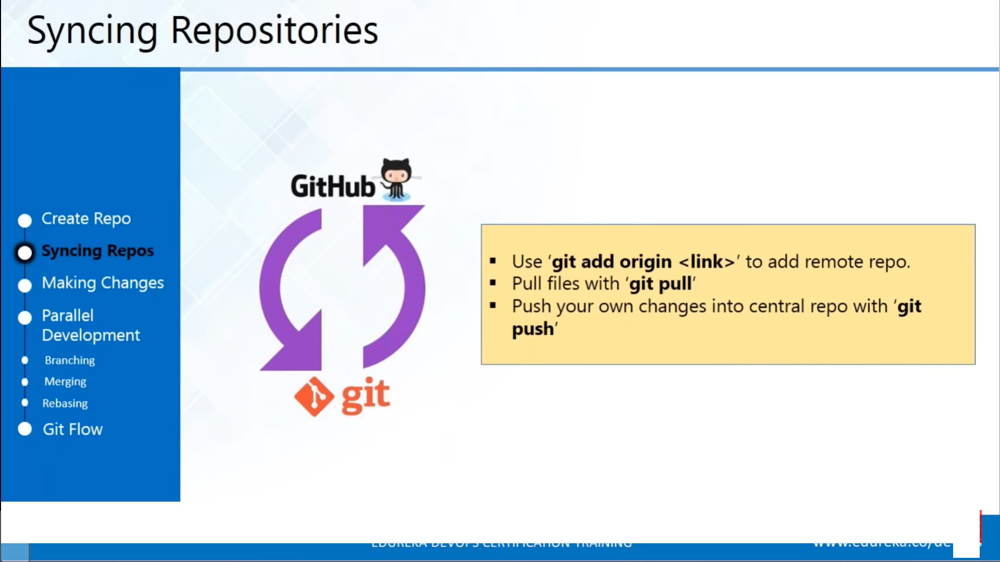 Syncing Repositories
Create Repo
Syncing Repos
Making Changes
Parallel
Development
Branching
Merging
Rebasing
Git Flow
GitHub
git
▪ Use ‘git add origin <link>’ to add remote repo.
▪ Pull files with ‘git pull’
▪ Push your own changes into central repo with ‘git
push’
EDUREKA DEVOPS CERTIFICATION TRAINING
www.edureka.co/de